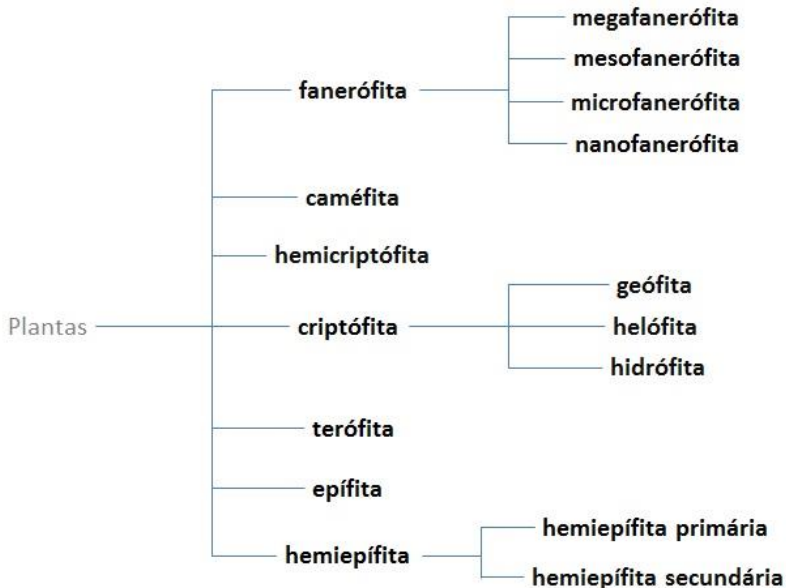 megafanerófita
mesofanerófita
fanerófita
microfanerófita
nanofanerófita
caméfita
hemicriptófita
geófita
Plantas
criptófita
helófita
hidrófita
terófita
epífita
hemiepífita primária
hemiepífita
hemiepífita secundária